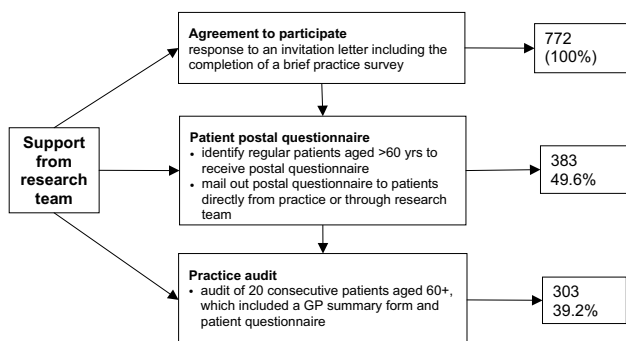 Agreement to participate
response to an invitation letter including the
completion of a brief practice survey
772
(100%)
Support
from
research
team
Patient postal questionnaire
• identify regular patients aged >60 yrs to
receive postal questionnaire
• mail out postal questionnaire to patients
directly from practice or through research
team
383
49.6%
Practice audit
• audit of 20 consecutive patients aged 60+,
which included a GP summary form and
patient questionnaire
303
39.2%